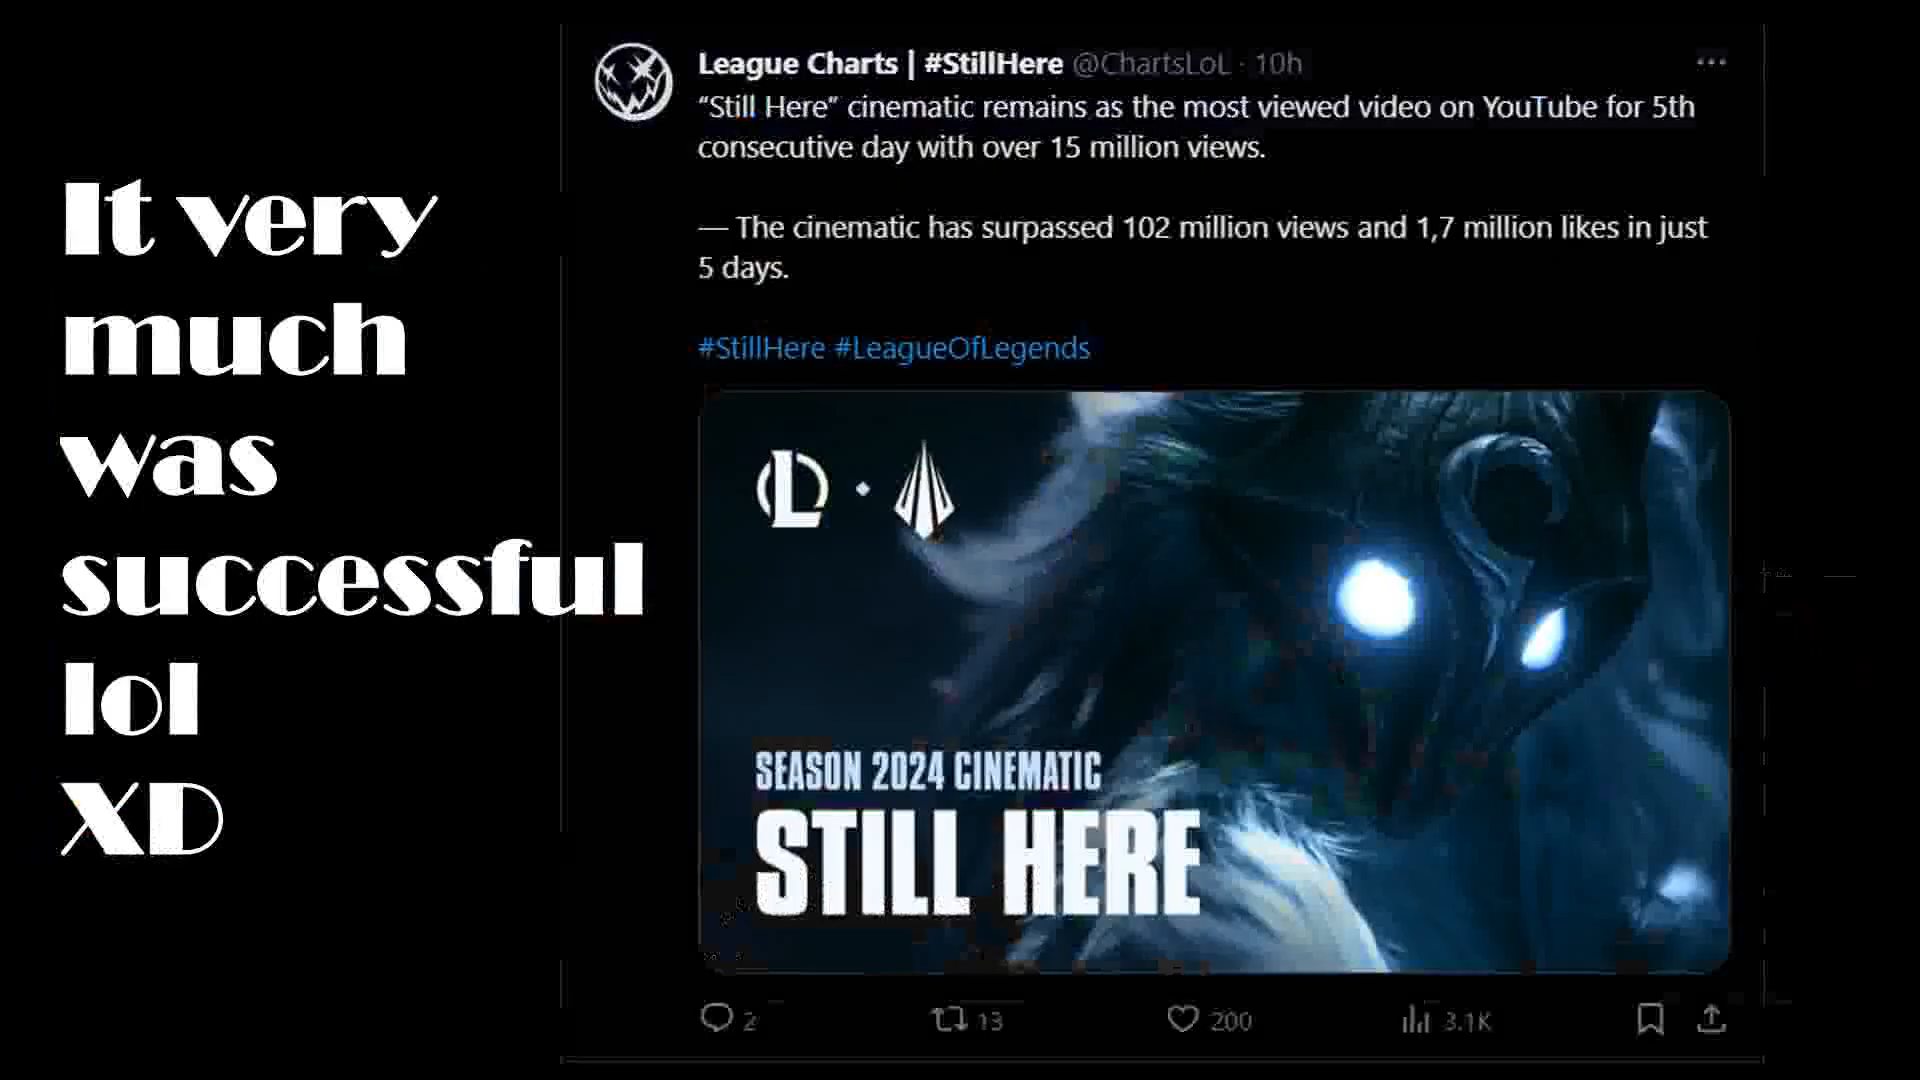 It very
much
was
successful
lol
XD
League Charts | #StillHere @ChartsLoL · 10h
“Still Here” cinematic remains as the most viewed video on YouTube for 5th
consecutive day with over 15 million views.
— The cinematic has surpassed 102 million views and 1,7 million likes in just
5 days.
#StillHere #LeagueOfLegends
L
SEASON 2024 CINEMATIC
STILL HERE
2 13 200 3.1K